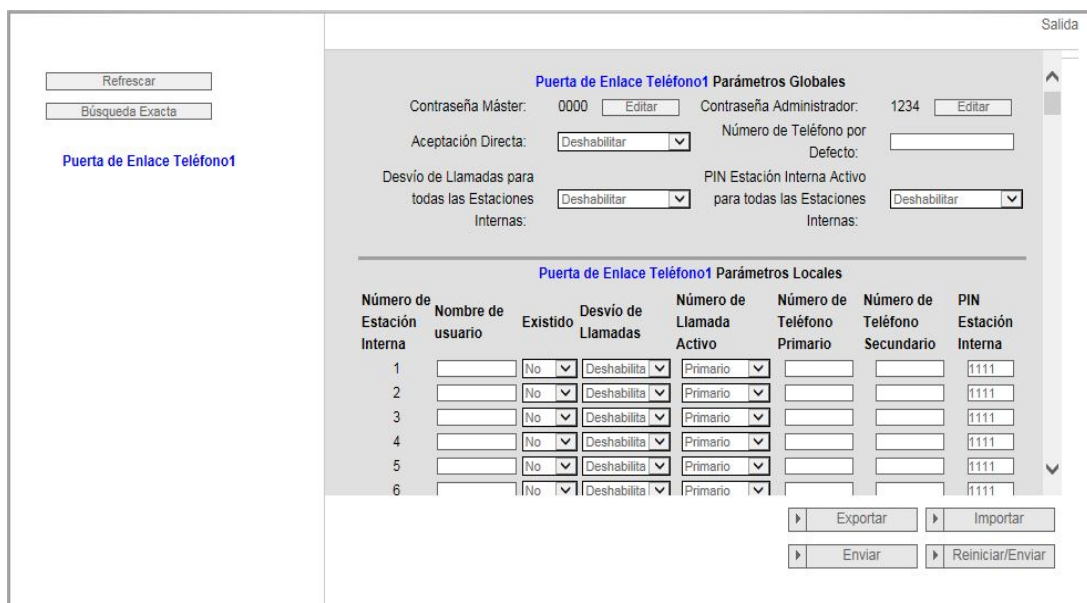 Salida
Refrescar
Búsqueda Exacta
Puerta de Enlace Teléfono1
Puerta de Enlace Teléfono1 Parámetros Globales
Contraseña Máster: 0000 Editar Contraseña Administrador: 1234 Editar
Aceptación Directa: Deshabilitar Número de Teléfono por Defecto:
Desvío de Llamadas para todas las Estaciones Internas: Deshabilitar PIN Estación Interna Activo para todas las Estaciones Internas: Deshabilitar
Puerta de Enlace Teléfono1 Parámetros Locales
Número de Estación Interna Nombre de usuario Existido Desvío de Llamadas Número de Llamada Activo Número de Teléfono Primario Número de Teléfono Secundario PIN Estación Interna
1 No Deshabilita Primario 1111
2 No Deshabilita Primario 1111
3 No Deshabilita Primario 1111
4 No Deshabilita Primario 1111
5 No Deshabilita Primario 1111
6 No Deshabilita Primario 1111
Exportar Importar
Enviar Reiniciar/Enviar